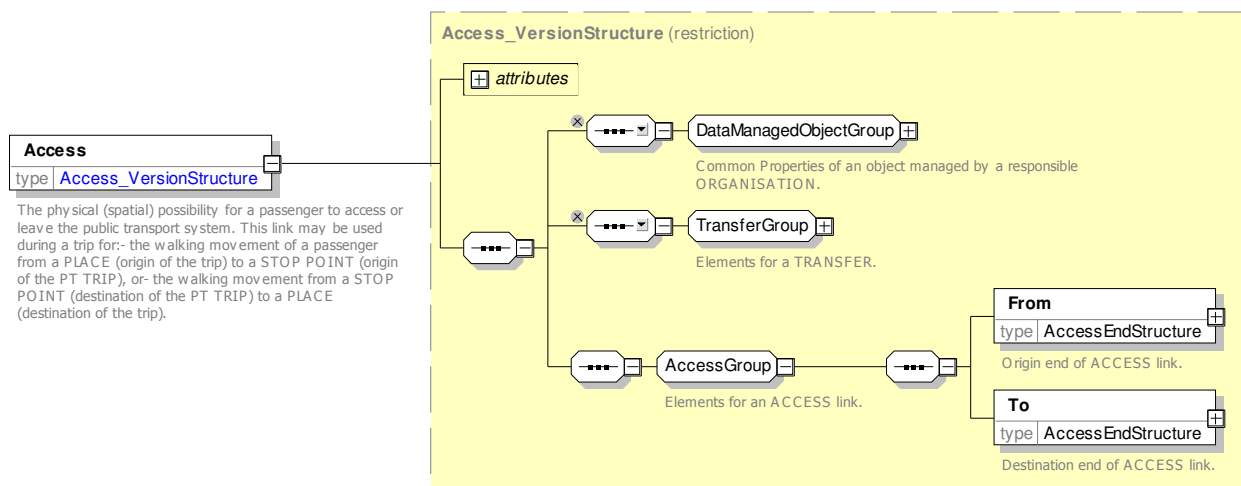 Access_VersionStructure (restriction)
attributes
DataManagedObjectGroup
Common Properties of an object managed by a responsible
ORGANISATION.
Access
type Access_VersionStructure
The physical (spatial) possibility for a passenger to access or
leave the public transport system. This link may be used
during a trip for:- the walking movement of a passenger
from a PLACE (origin of the trip) to a STOP POINT (origin
of the PT TRIP), or- the walking movement from a STOP
POINT (destination of the PT TRIP) to a PLACE
(destination of the trip).
TransferGroup
Elements for a TRANSFER.
AccessGroup
Elements for an ACCESS link.
From
type AccessEndStructure
Origin end of ACCESS link.
To
type AccessEndStructure
Destination end of ACCESS link.